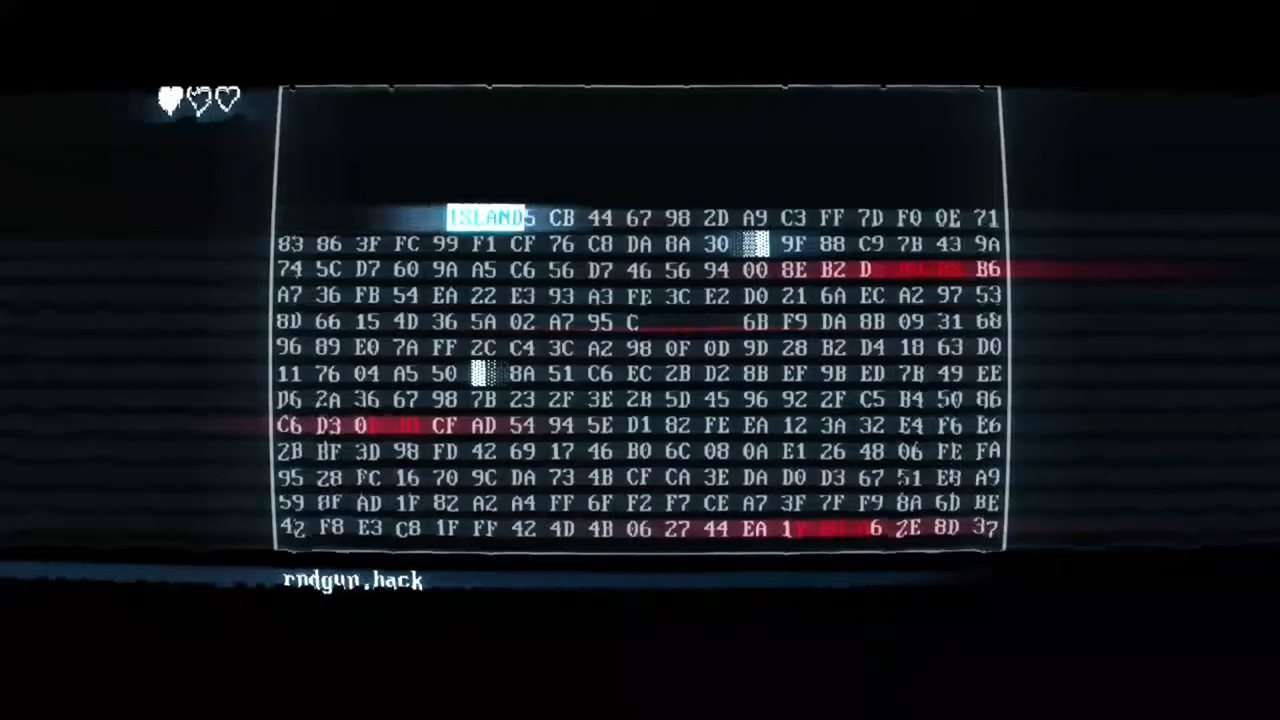 ISLAND5 CB 44 67 98 2D A9 C3 FF 7D F0 0E 71
83 86 3F FC 99 F1 CF 76 C8 DA 8A 30 9F 88 C9 7B 43 9A
74 5C D7 60 9A A5 C6 56 D7 46 56 94 00 8E B2 D B6
A7 36 FB 54 EA 22 E3 93 A3 FE 3C E2 D0 21 6A EC A2 97 53
8D 66 15 4D 36 5A 02 A7 95 C 6B F9 DA 8B 09 31 68
96 89 E0 7A FF 2C C4 3C A2 98 0F 0D 9D 28 B2 D4 18 63 D0
11 76 04 A5 50 8A 51 C6 EC 2B D2 8B EF 9B ED 7B 49 EE
D6 2A 36 67 98 7B 23 2F 3E 2B 5D 45 96 92 2F C5 B4 50 86
C6 D3 0 CF AD 54 94 5E D1 82 FE EA 12 3A 32 E4 F6 E6
2B BF 3D 98 FD 42 69 17 46 B0 6C 08 0A E1 26 48 06 FE FA
95 28 FC 16 70 9C DA 73 4B CF CA 3E DA D0 D3 67 51 E8 A9
59 8F AD 1F 82 A2 A4 FF 6F F2 F7 CE A7 3F 7F F9 8A 6D BE
42 F8 E3 C8 1F FF 42 4D 4B 06 27 44 EA 1 6 2E 8D 37
rndgun.hack